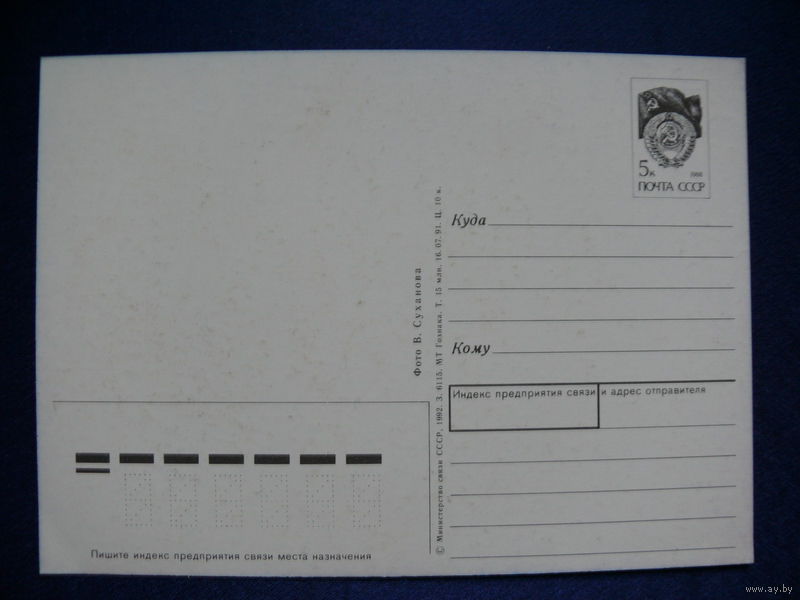 5к 1988
ПОЧТА СССР
Куда
Кому
Индекс предприятия связи и адрес отправителя
Фото В. Суханова
© Министерство связи СССР, 1992. З. 6115. МТ Гознака. Т. 15 млн. 16.07.91. Ц. 10 к.
Пишите индекс предприятия связи места назначения
www.ay.by